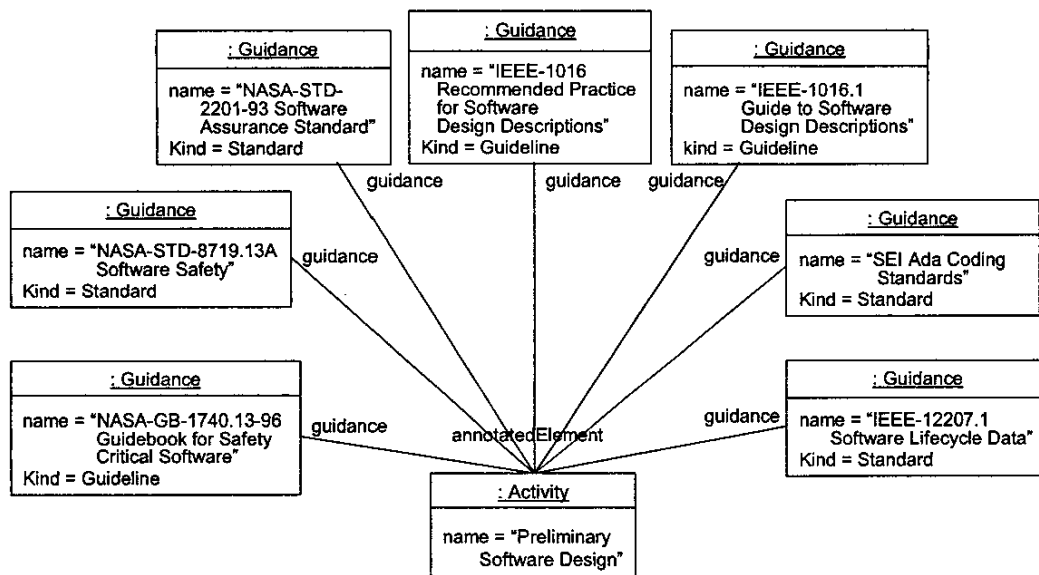 : Guidance
name = “NASA-STD-
2201-93 Software
Assurance Standard”
Kind = Standard
: Guidance
name = “IEEE-1016
Recommended Practice
for Software
Design Descriptions”
Kind = Guideline
: Guidance
name = “IEEE-1016.1
Guide to Software
Design Descriptions”
kind = Guideline
guidance
guidance
guidance
: Guidance
name = “NASA-STD-8719.13A
Software Safety”
Kind = Standard
guidance
guidance
: Guidance
name = “SEI Ada Coding
Standards”
Kind = Standard
: Guidance
name = “NASA-GB-1740.13-96
Guidebook for Safety
Critical Software”
Kind = Guideline
guidance
guidance
: Guidance
name = “IEEE-12207.1
Software Lifecycle Data”
Kind = Standard
annotatedElement
: Activity
name = “Preliminary
Software Design”